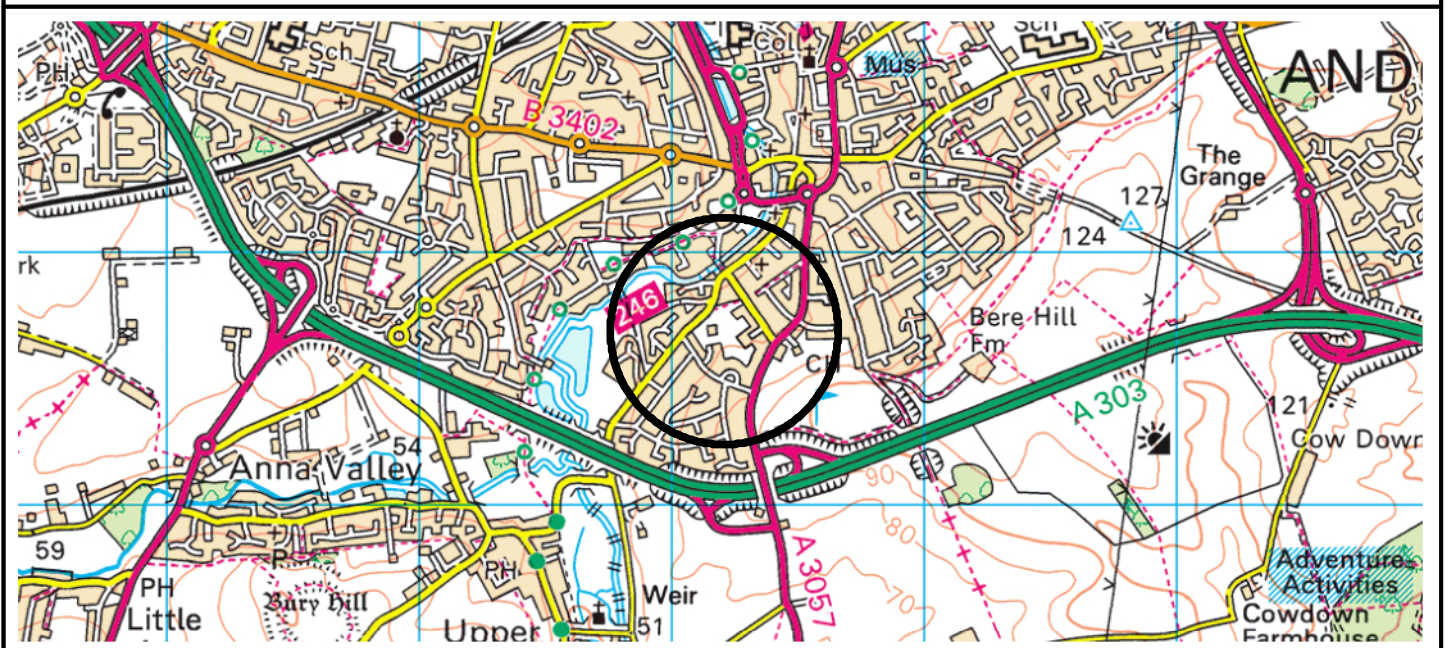 Sch
Coll
Sch
PH
Mus
AND
B 3402
The
Grange
127
124
rk
246
Bere Hill
Fm
A 303
121
Cow Down
54
Anna Valley
90
80
59
P
PH
Adventure
Activities
PH
Bury Hill
Weir
70
Little
Upper
51
A 3057
Cowdown
Farmhouse
110